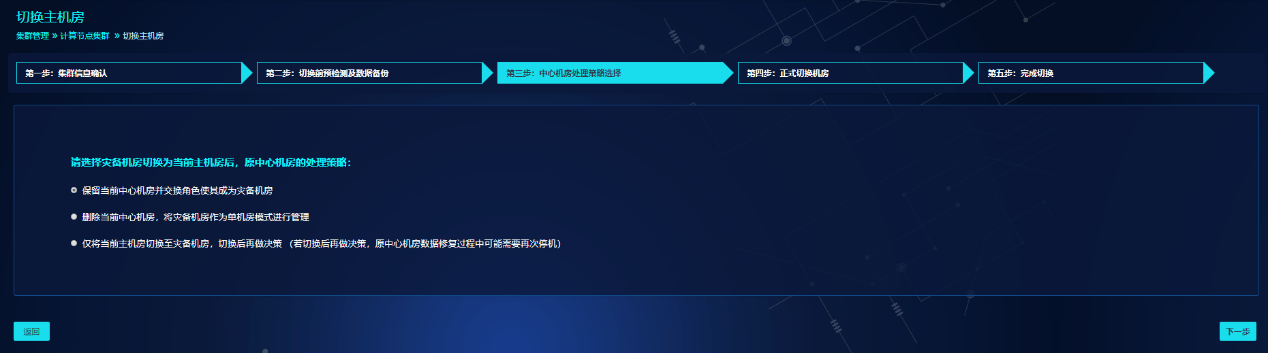 切换主机房
集群管理 » 计算节点集群 » 切换主机房
第一步：集群信息确认
第二步：切换前预检测及数据备份
第三步：中心机房处理策略选择
第四步：正式切换机房
第五步：完成切换
请选择灾备机房切换为当前主机房后，原中心机房的处理策略：
保留当前中心机房并交换角色使其成为灾备机房
删除当前中心机房，将灾备机房作为单机房模式进行管理
仅将当前主机房切换至灾备机房，切换后再做决策 （若切换后再做决策，原中心机房数据修复过程中可能需要再次停机）
返回
下一步